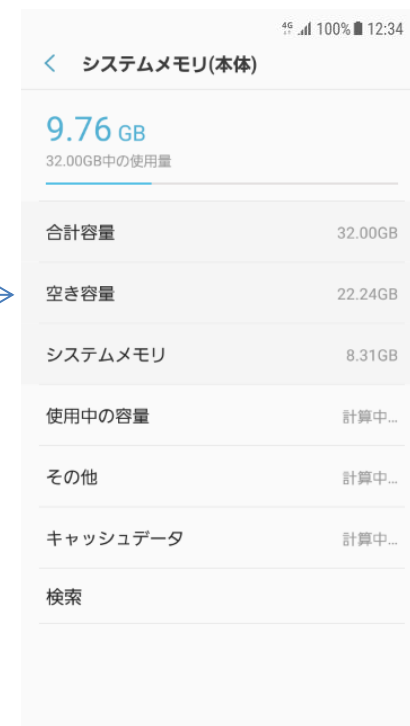 4G 100% 12:34
システムメモリ(本体)
9.76 GB
32.00GB中の使用量
合計容量 32.00GB
空き容量 22.24GB
システムメモリ 8.31GB
使用中の容量 計算中...
その他 計算中...
キャッシュデータ 計算中...
検索